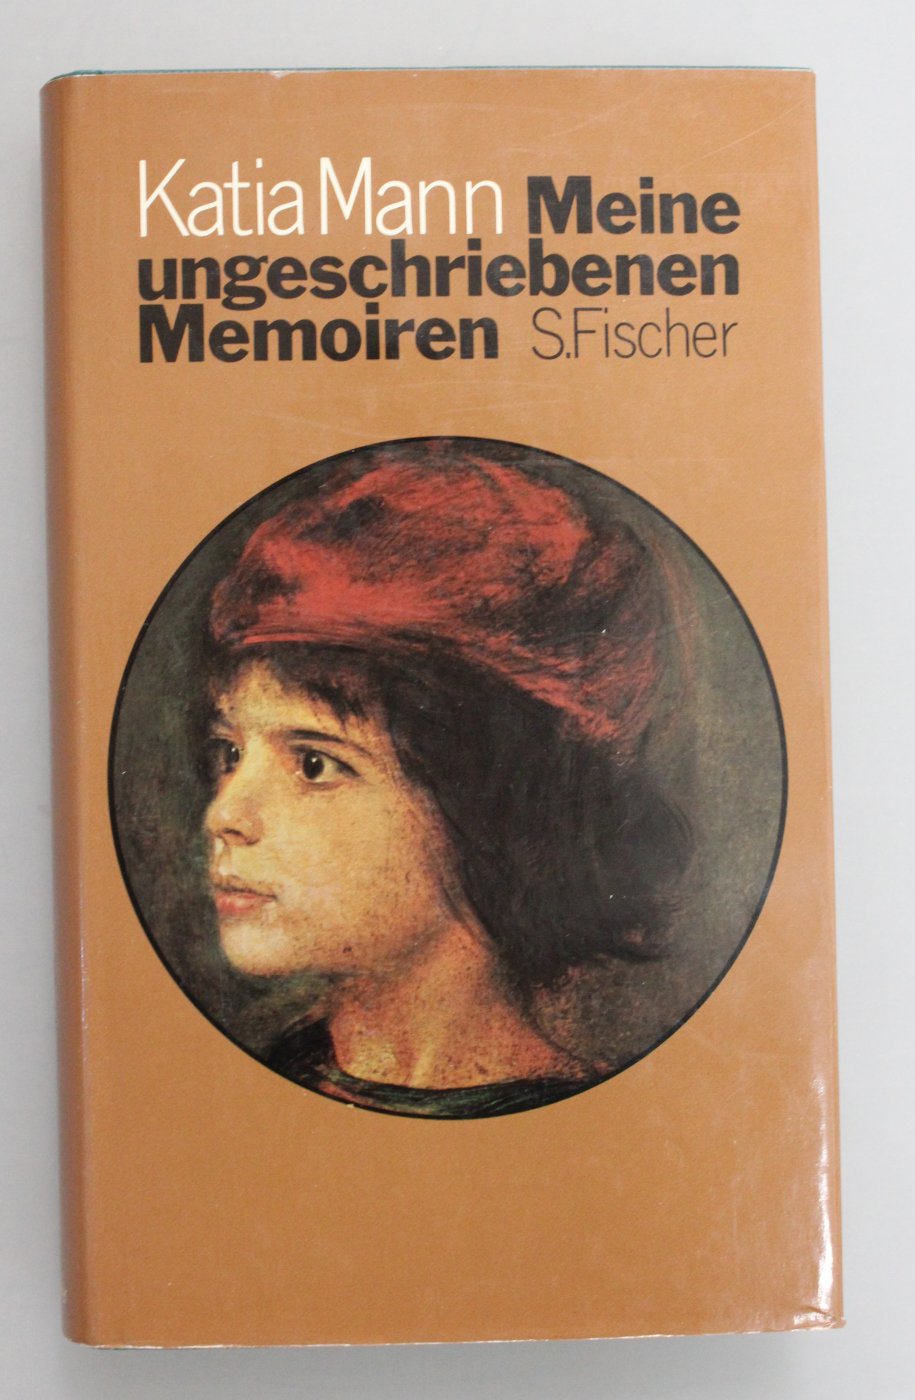 Katia Mann Meine
ungeschriebenen
Memoiren S.Fischer